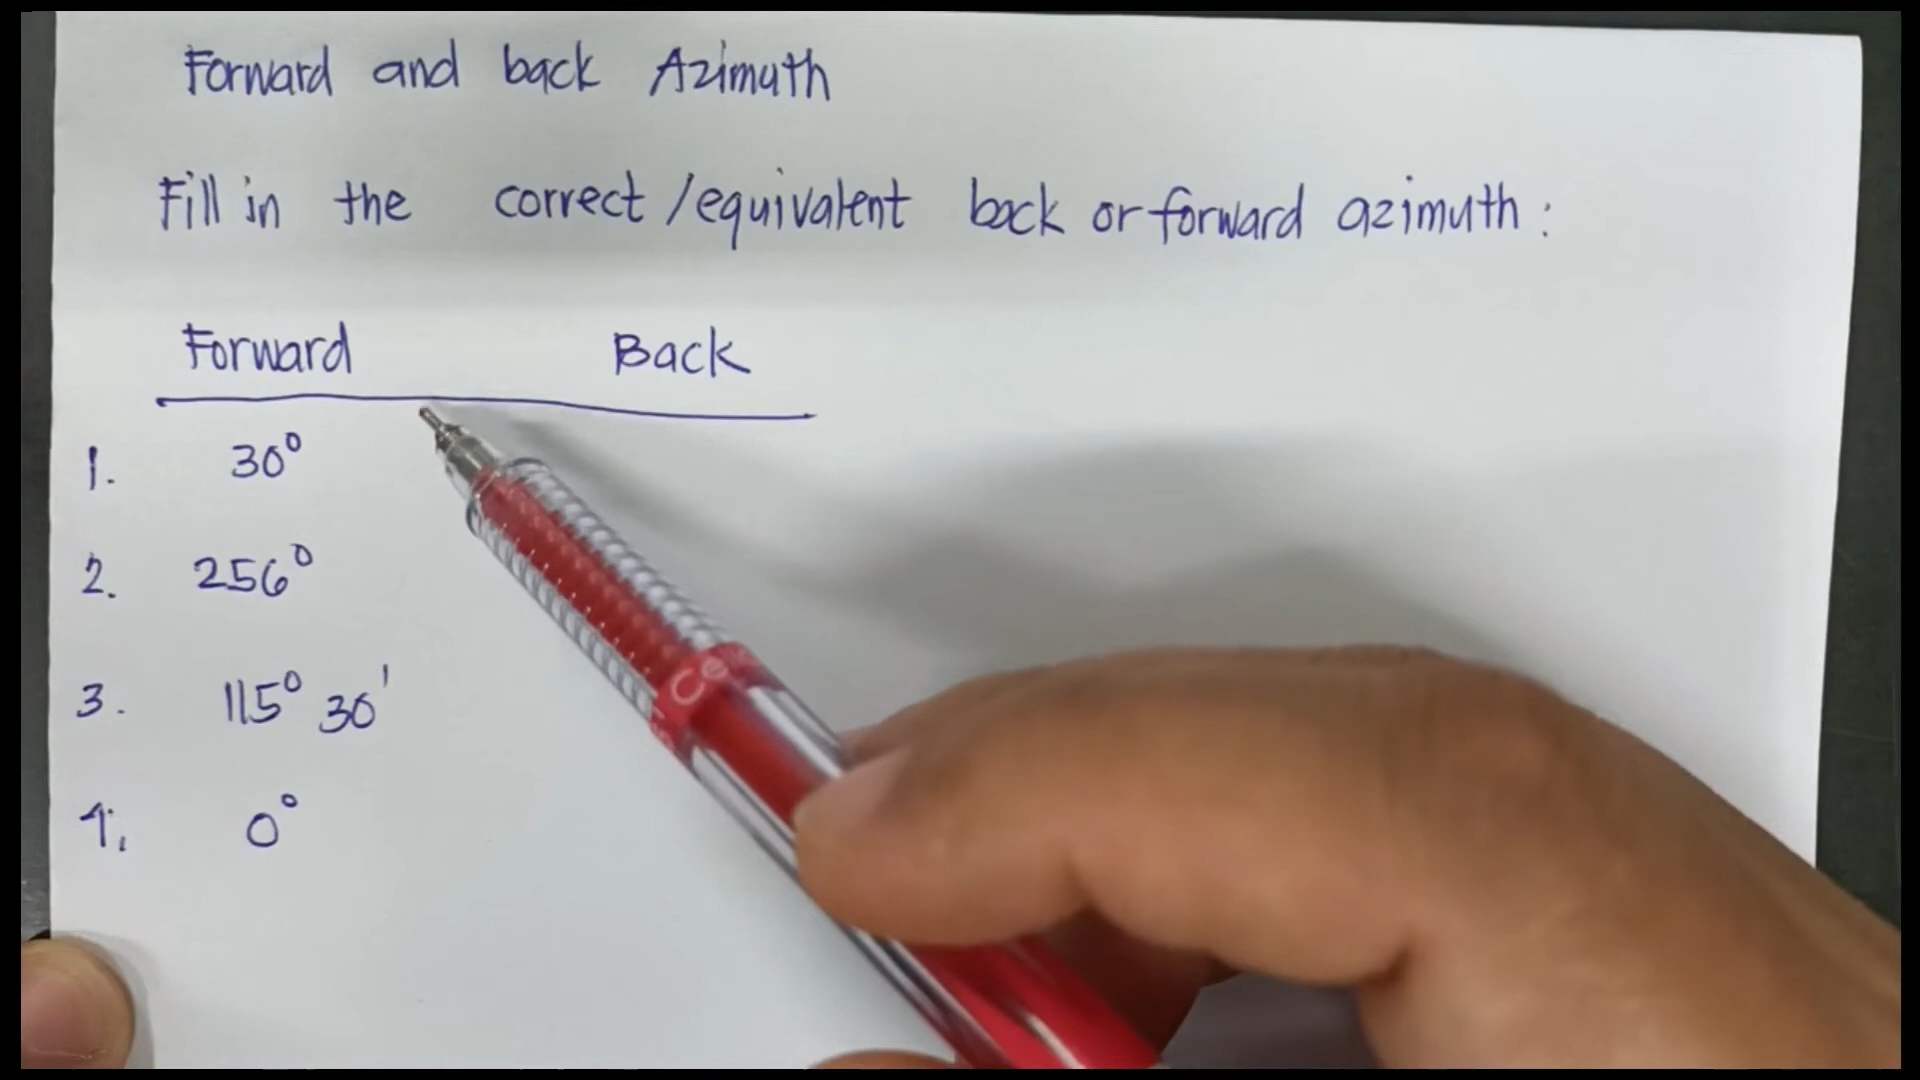 Forward and back Azimuth
Fill in the correct/equivalent back or forward azimuth:
Forward Back
1. 30°
2. 256°
3. 115° 30'
4. 0°